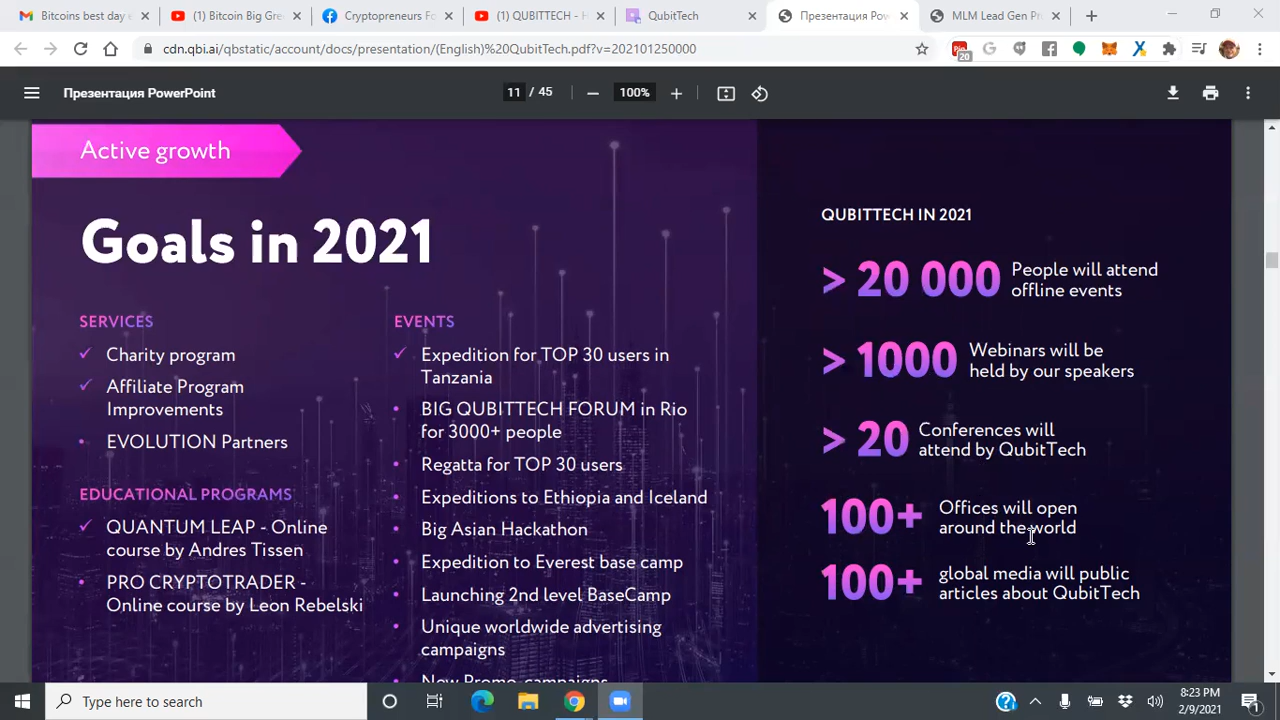 Bitcoins best day e
(1) Bitcoin Big Gre
Cryptopreneurs Fo
(1) QUBITTECH - H
QubitTech
Презентация Pow
MLM Lead Gen Pr
cdn.qbi.ai/qbstatic/account/docs/presentation/(English)%20QubitTech.pdf?v=202101250000
20
Презентация PowerPoint
11 / 45
100%
Active growth
Goals in 2021
SERVICES
Charity program
Affiliate Program
Improvements
EVOLUTION Partners
EDUCATIONAL PROGRAMS
QUANTUM LEAP - Online
course by Andres Tissen
PRO CRYPTOTRADER -
Online course by Leon Rebelski
EVENTS
Expedition for TOP 30 users in
Tanzania
BIG QUBITTECH FORUM in Rio
for 3000+ people
Regatta for TOP 30 users
Expeditions to Ethiopia and Iceland
Big Asian Hackathon
Expedition to Everest base camp
Launching 2nd level BaseCamp
Unique worldwide advertising
campaigns
New Promo-campaigns
QUBITTECH IN 2021
> 20 000 People will attend
offline events
> 1000 Webinars will be
held by our speakers
> 20 Conferences will
attend by QubitTech
100+ Offices will open
around the world
100+ global media will public
articles about QubitTech
Type here to search
8:23 PM
2/9/2021
1